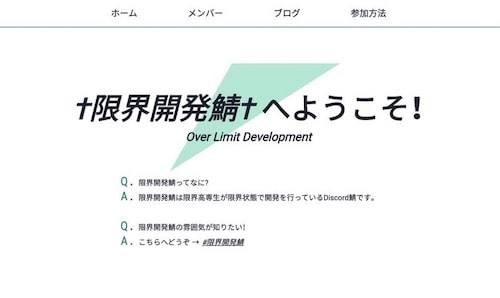 ホーム メンバー ブログ 参加方法
†限界開発鯖† へようこそ!
Over Limit Development
Q. 限界開発鯖ってなに?
A. 限界開発鯖は限界高専生が限界状態で開発を行っているDiscord鯖です。
Q. 限界開発鯖の雰囲気が知りたい!
A. こちらへどうぞ → #限界開発鯖